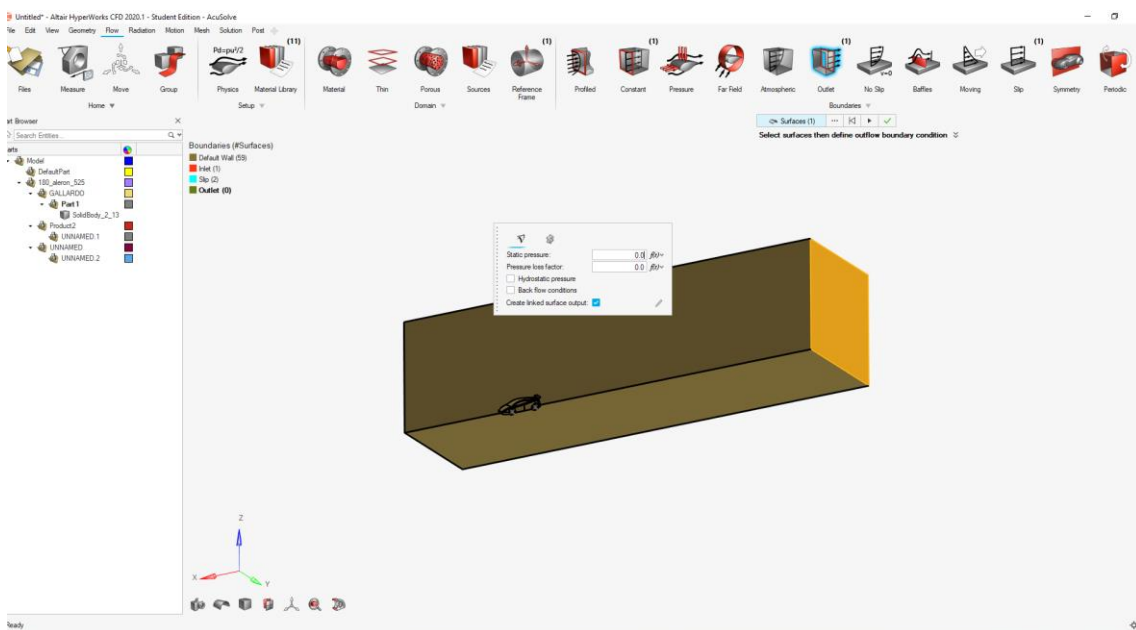 Untitled* - Altair HyperWorks CFD 2020.1 - Student Edition - AcuSolve
File Edit View Geometry Flow Radiation Motion Mesh Solution Post
Pd=ρu²/2 (11) (1) (1) (1) (1)
Files Measure Move Group Physics Material Library Material Thin Porous Sources Reference Frame Profiled Constant Pressure Far Field Atmospheric Outlet No Slip Baffles Moving Slip Symmetry Periodic
v=0
Home Setup Domain Boundaries
Browser
Search Entities...
Surfaces (1)
Select surfaces then define outflow boundary condition
Model
DefaultPart
180_aleron_525
GALLARDO
Part1
SolidBody_2_13
Product2
UNNAMED.1
UNNAMED
UNNAMED.2
Boundaries (#Surfaces)
Default Wall (59)
Inlet (1)
Slip (2)
Outlet (0)
Static pressure: 0.0 f(x)
Pressure loss factor: 0.0 f(x)
Hydrostatic pressure
Back flow conditions
Create linked surface output:
Z
X
Y
Ready